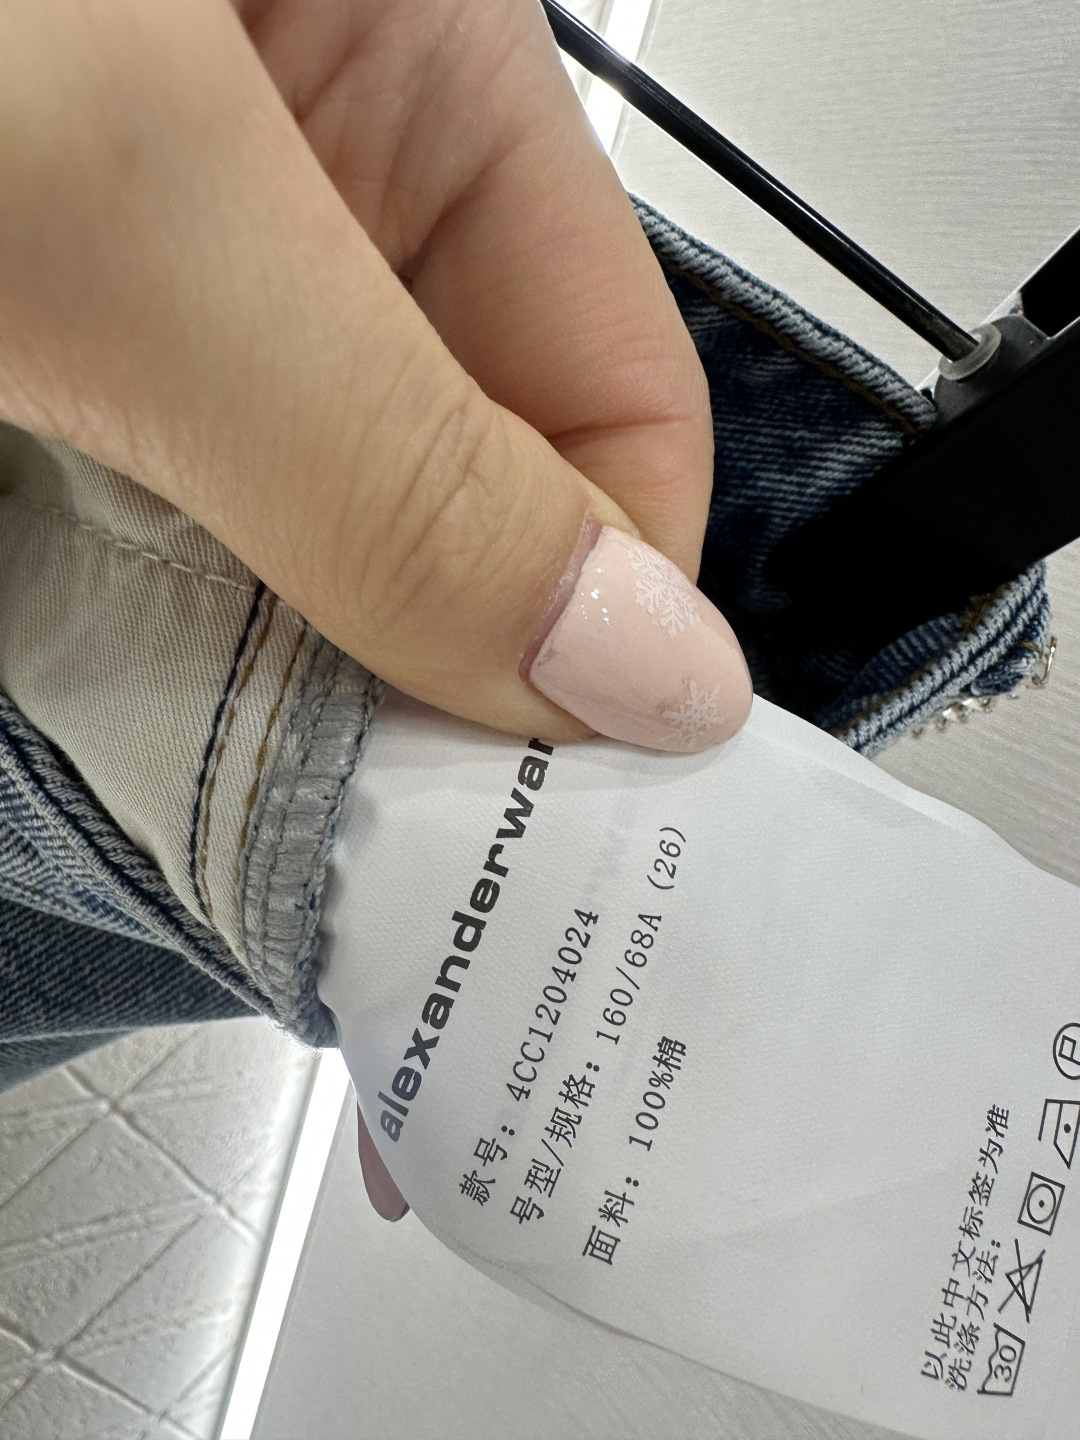 alexanderwan
款号：4CC1204024
号型/规格：160/68A (26)
面料：100%棉
以此中文标签为准
洗涤方法：
30
P